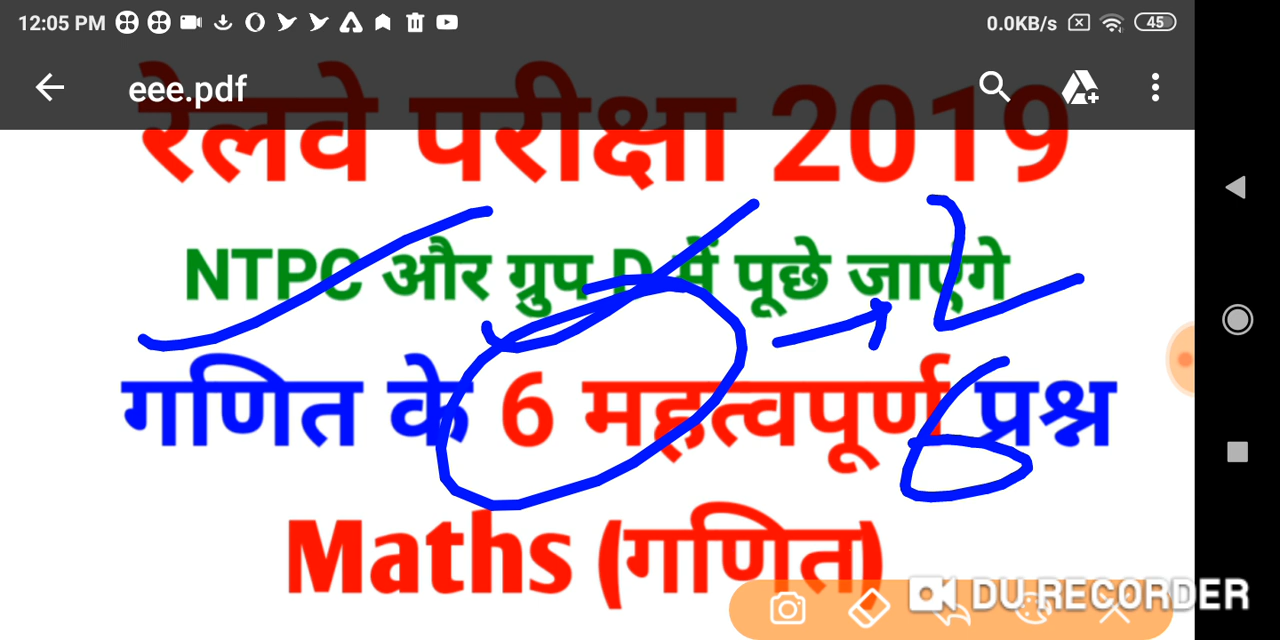 12:05 PM 0.0KB/s 45
eee.pdf
रेलवे परीक्षा 2019
NTPC और ग्रुप D में पूछे जाएंगे
गणित के 6 महत्वपूर्ण प्रश्न
6
Maths (गणित)
DU RECORDER